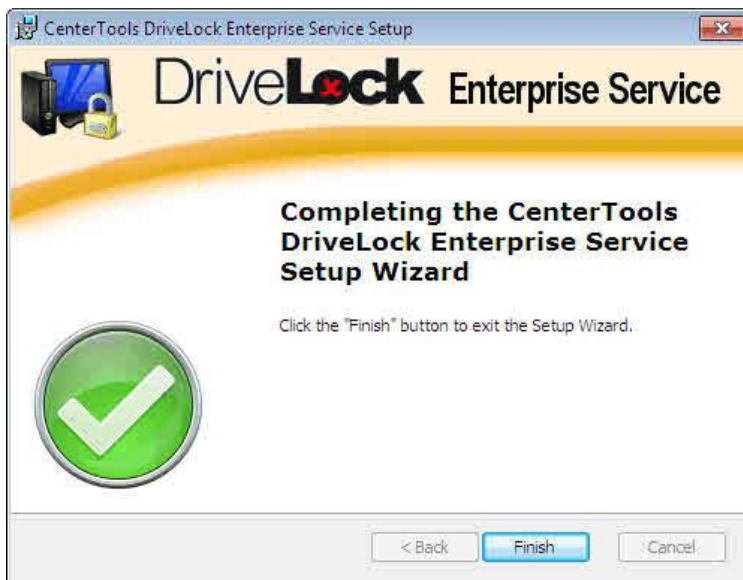 CenterTools DriveLock Enterprise Service Setup
DriveLock Enterprise Service
Completing the CenterTools
DriveLock Enterprise Service
Setup Wizard
Click the "Finish" button to exit the Setup Wizard.
< Back Finish Cancel